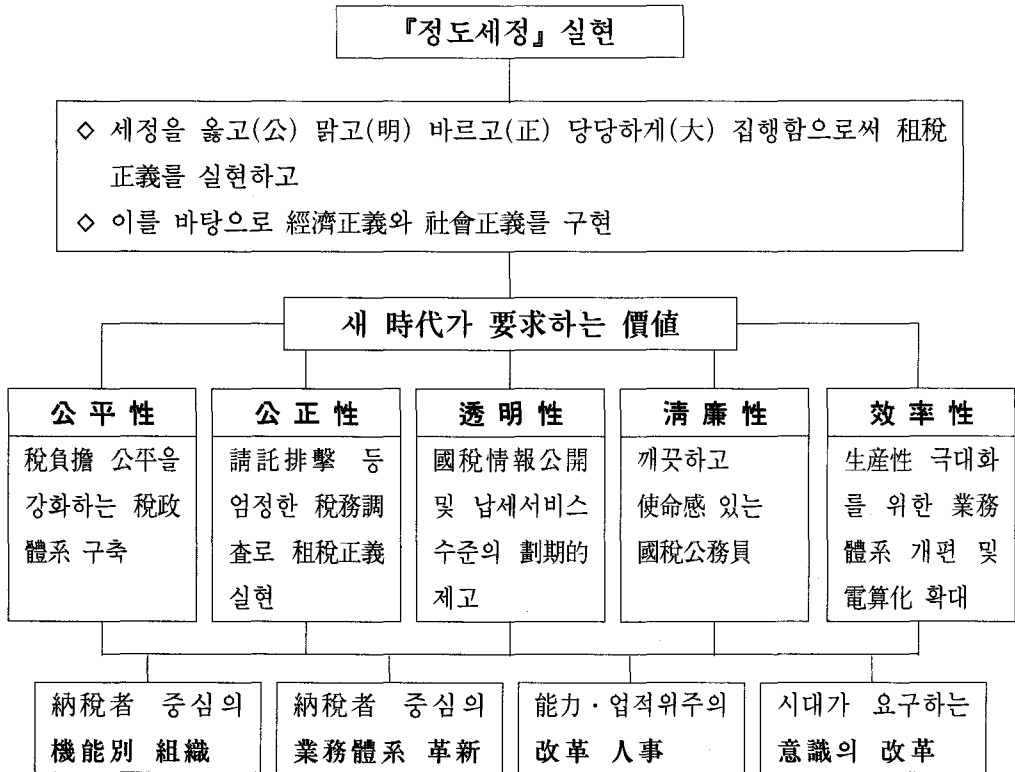 『정도세정』 실현
◇ 세정을 옳고(公) 맑고(明) 바르고(正) 당당하게(大) 집행함으로써 租稅
正義를 실현하고
◇ 이를 바탕으로 經濟正義와 社會正義를 구현
새 時代가 要求하는 價値
公平性
稅負擔 公平을
강화하는 稅政
體系 구축
公正性
請託排擊 등
엄정한 稅務調
査로 租稅正義
실현
透明性
國稅情報公開
및 납세서비스
수준의 劃期的
제고
淸廉性
깨끗하고
使命感 있는
國稅公務員
效率性
生産性 극대화
를 위한 業務
體系 개편 및
電算化 확대
納稅者 중심의
機能別 組織
納稅者 중심의
業務體系 革新
能力·업적위주의
改革 人事
시대가 요구하는
意識의 改革